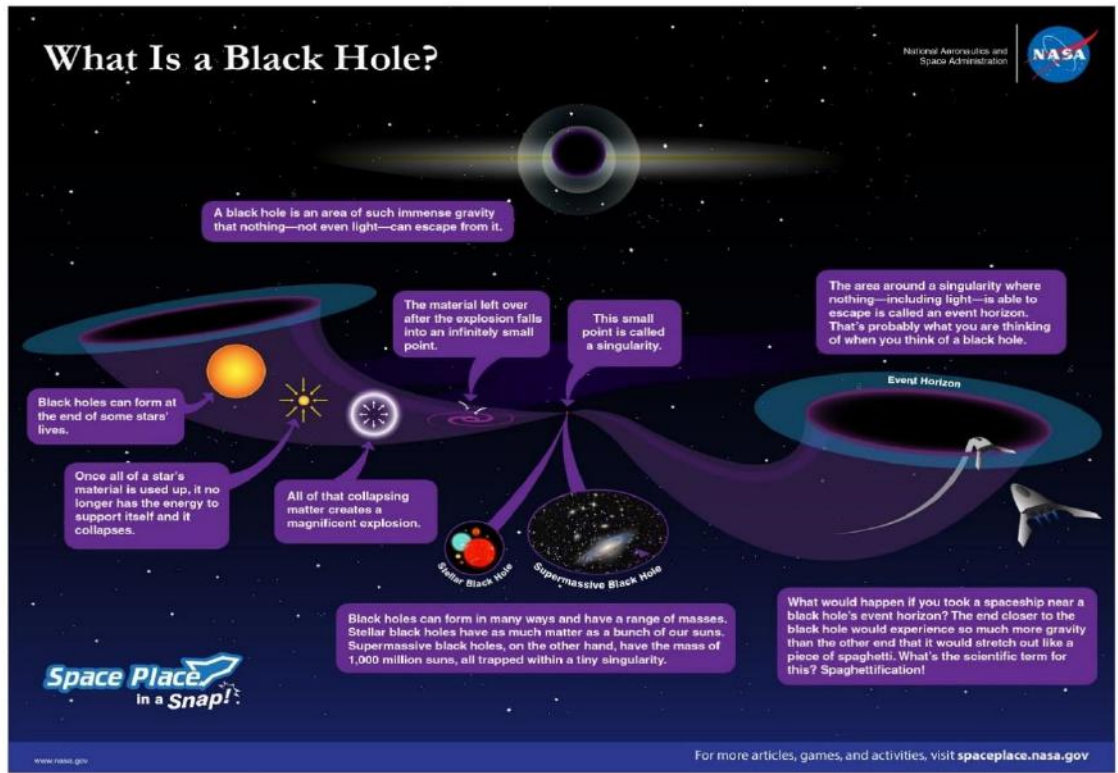 What Is a Black Hole?
National Aeronautics and
Space Administration
NASA
A black hole is an area of such immense gravity
that nothing—not even light—can escape from it.
The material left over
after the explosion falls
into an infinitely small
point.
This small
point is called
a singularity.
The area around a singularity where
nothing—including light—is able to
escape is called an event horizon.
That's probably what you are thinking
of when you think of a black hole.
Event Horizon
Black holes can form at
the end of some stars'
lives.
Once all of a star's
material is used up, it no
longer has the energy to
support itself and it
collapses.
All of that collapsing
matter creates a
magnificent explosion.
Stellar Black Hole
Supermassive Black Hole
Black holes can form in many ways and have a range of masses.
Stellar black holes have as much matter as a bunch of our suns.
Supermassive black holes, on the other hand, have the mass of
1,000 million suns, all trapped within a tiny singularity.
What would happen if you took a spaceship near a
black hole's event horizon? The end closer to the
black hole would experience so much more gravity
than the other end that it would stretch out like a
piece of spaghetti. What's the scientific term for
this? Spaghettification!
Space Place
in a Snap!
www.nasa.gov
For more articles, games, and activities, visit spaceplace.nasa.gov